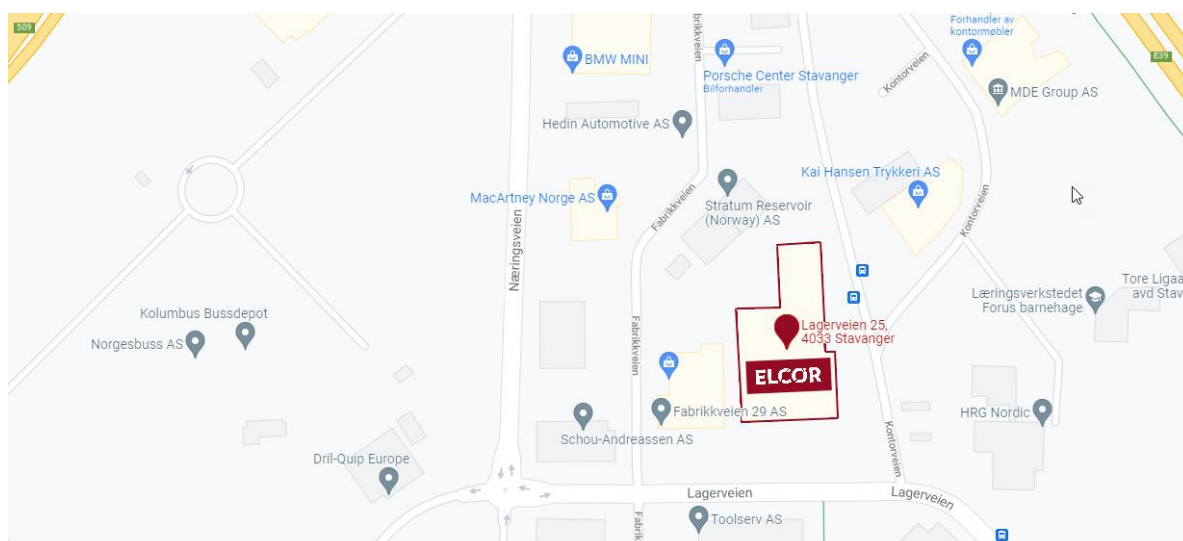 509
BMW MINI
Fabrikkveien
Porsche Center Stavanger
Bilforhandler
Forhandler av
kontormøbler
E39
Kontorveien
MDE Group AS
Hedin Automotive AS
Kai Hansen Trykkeri AS
MacArtney Norge AS
Fabrikkveien
Stratum Reservoir
(Norway) AS
Kontorveien
Næringsveien
Kolumbus Bussdepot
Norgesbuss AS
Fabrikkveien
Lagerveien 25,
4033 Stavanger
ELCOR
Læringsverkstedet
Forus barnehage
Tore Ligaa
avd Stav
Fabrikkveien 29 AS
HRG Nordic
Schou-Andreassen AS
Kontorveien
Dril-Quip Europe
Lagerveien
Lagerveien
Fabrik
Toolserv AS